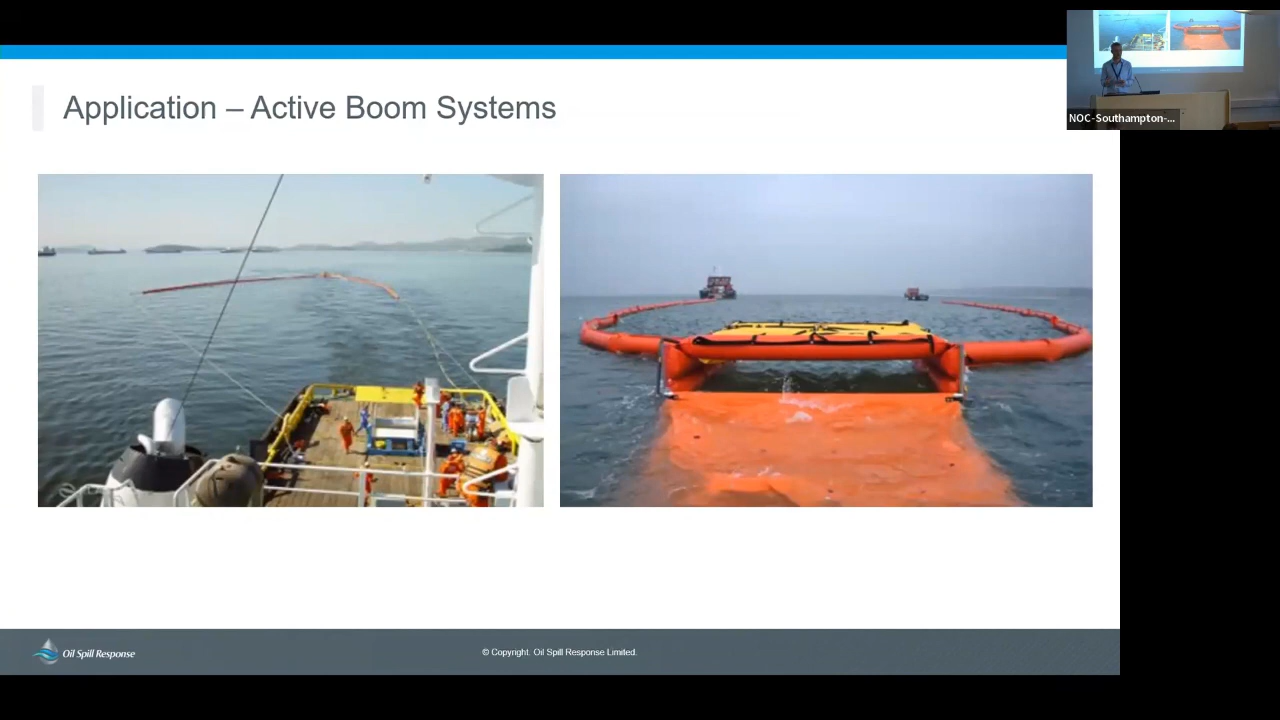 Application – Active Boom Systems
NOC-Southampton-...
Oil Spill Response
© Copyright. Oil Spill Response Limited.